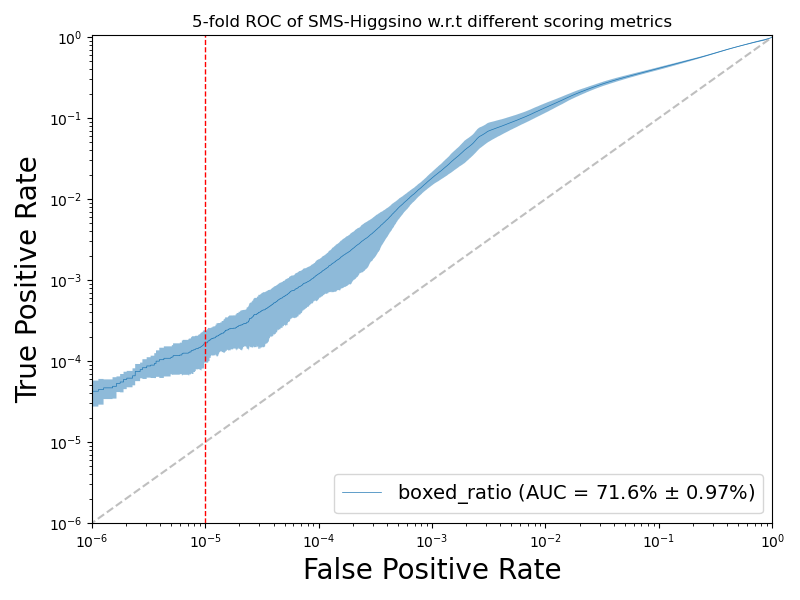 5-fold ROC of SMS-Higgsino w.r.t different scoring metrics
True Positive Rate
10⁰
10⁻¹
10⁻²
10⁻³
10⁻⁴
10⁻⁵
10⁻⁶
boxed_ratio (AUC = 71.6% ± 0.97%)
10⁻⁶ 10⁻⁵ 10⁻⁴ 10⁻³ 10⁻² 10⁻¹ 10⁰
False Positive Rate